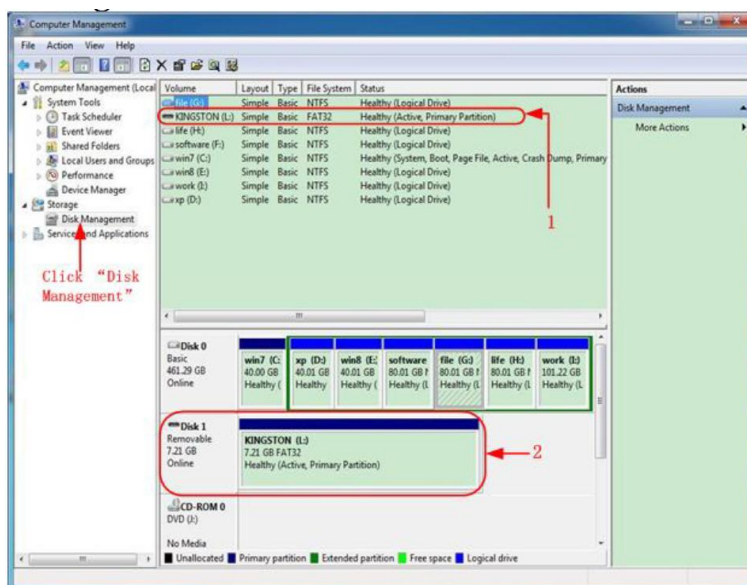 Computer Management
File Action View Help
Computer Management (Local
System Tools
Task Scheduler
Event Viewer
Shared Folders
Local Users and Groups
Performance
Device Manager
Storage
Disk Management
Services and Applications
Click “Disk
Management”
Volume Layout Type File System Status
file (G:) Simple Basic NTFS Healthy (Logical Drive)
KINGSTON (L:) Simple Basic FAT32 Healthy (Active, Primary Partition)
life (H:) Simple Basic NTFS Healthy (Logical Drive)
software (F:) Simple Basic NTFS Healthy (Logical Drive)
win7 (C:) Simple Basic NTFS Healthy (System, Boot, Page File, Active, Crash Dump, Primary
win8 (E:) Simple Basic NTFS Healthy (Logical Drive)
work (I:) Simple Basic NTFS Healthy (Logical Drive)
xp (D:) Simple Basic NTFS Healthy (Logical Drive)
1
Actions
Disk Management
More Actions
Disk 0
Basic
461.29 GB
Online
win7 (C: xp (D:) win8 (E: software file (G:) life (H:) work (I:)
40.00 GB 40.01 GB 40.01 GB 80.01 GB 80.01 GB 80.01 GB 101.22 GB
Healthy ( Healthy Healthy ( Healthy (L Healthy (L Healthy (L Healthy (L
Disk 1
Removable
7.21 GB
Online
KINGSTON (L:)
7.21 GB FAT32
Healthy (Active, Primary Partition)
2
CD-ROM 0
DVD (J:)
No Media
Unallocated Primary partition Extended partition Free space Logical drive